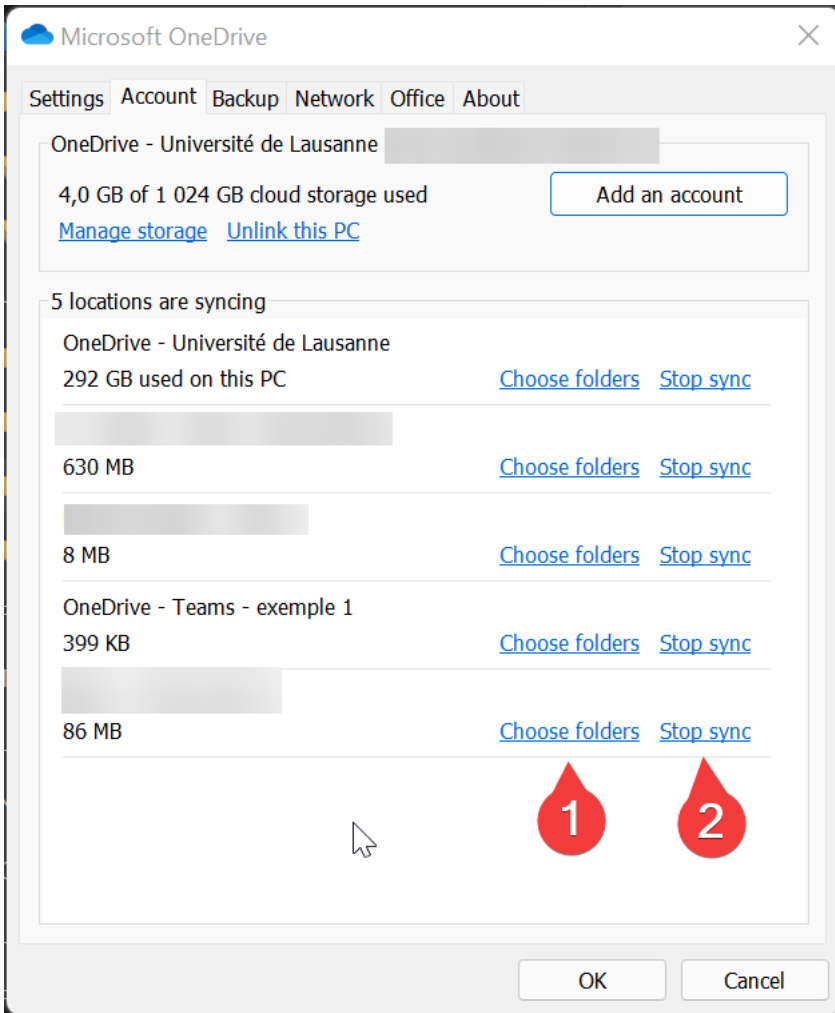 Microsoft OneDrive
Settings Account Backup Network Office About
OneDrive - Université de Lausanne
4,0 GB of 1 024 GB cloud storage used
Add an account
Manage storage Unlink this PC
5 locations are syncing
OneDrive - Université de Lausanne
292 GB used on this PC Choose folders Stop sync
630 MB Choose folders Stop sync
8 MB Choose folders Stop sync
OneDrive - Teams - exemple 1
399 KB Choose folders Stop sync
86 MB Choose folders Stop sync
1 2
OK Cancel